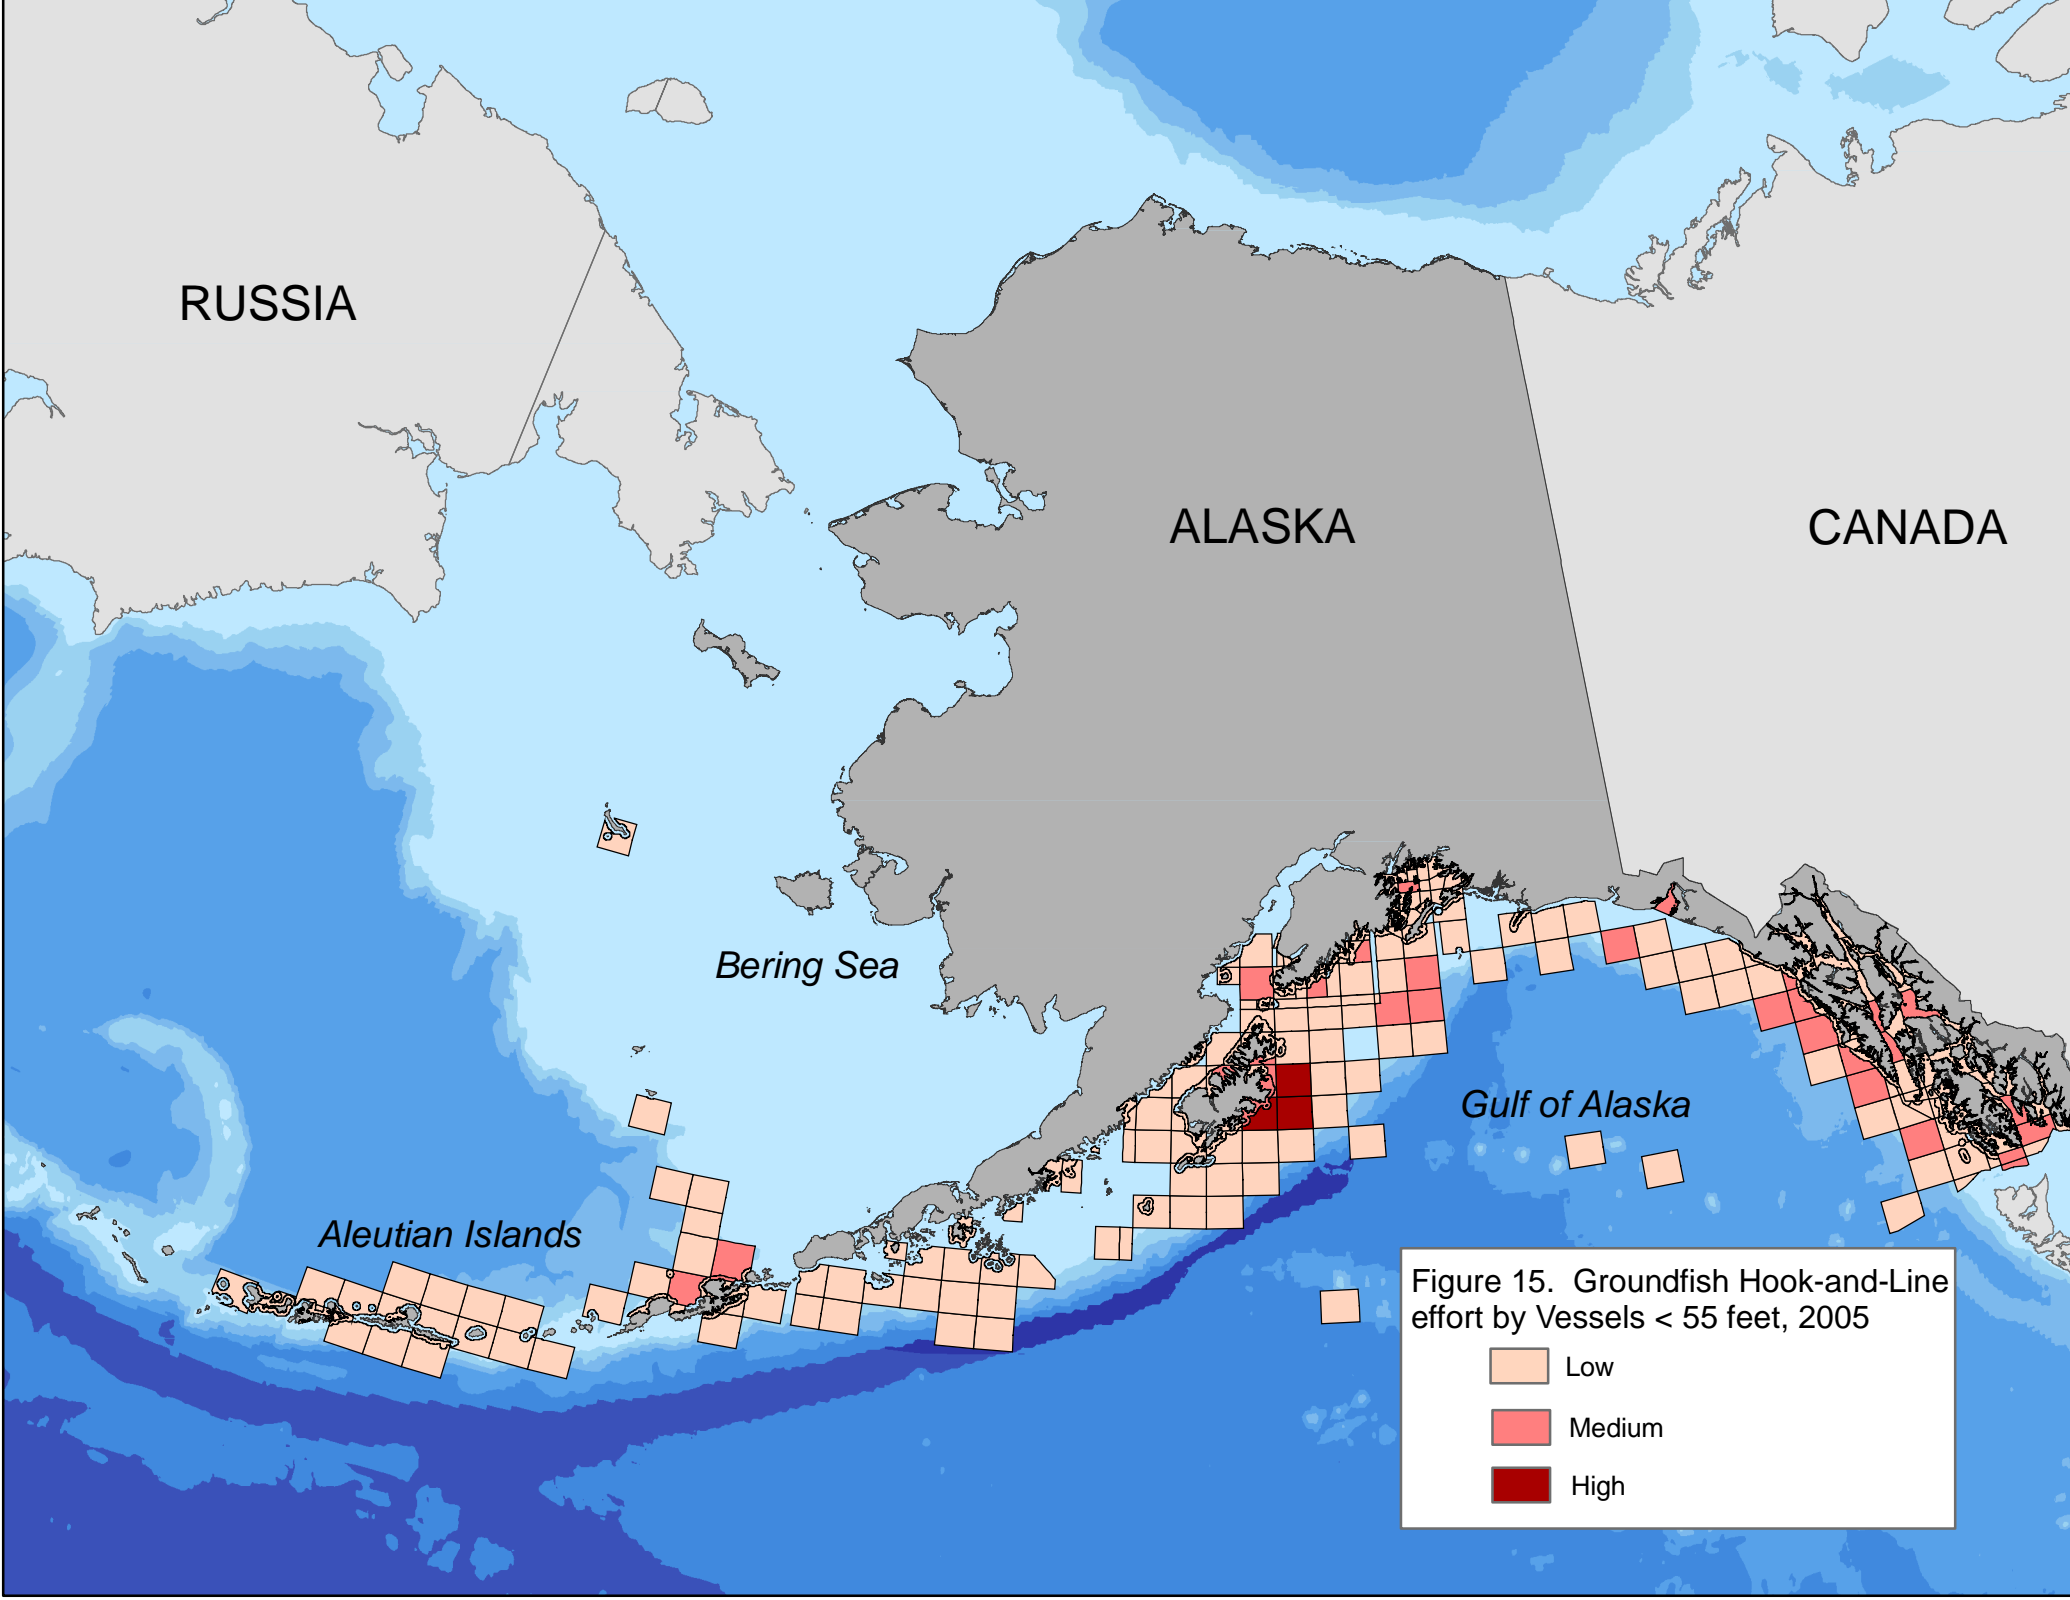 RUSSIA
ALASKA
CANADA
Bering Sea
Gulf of Alaska
Aleutian Islands
Figure 15.  Groundfish Hook-and-Line
effort by Vessels < 55 feet, 2005
Low
Medium
High